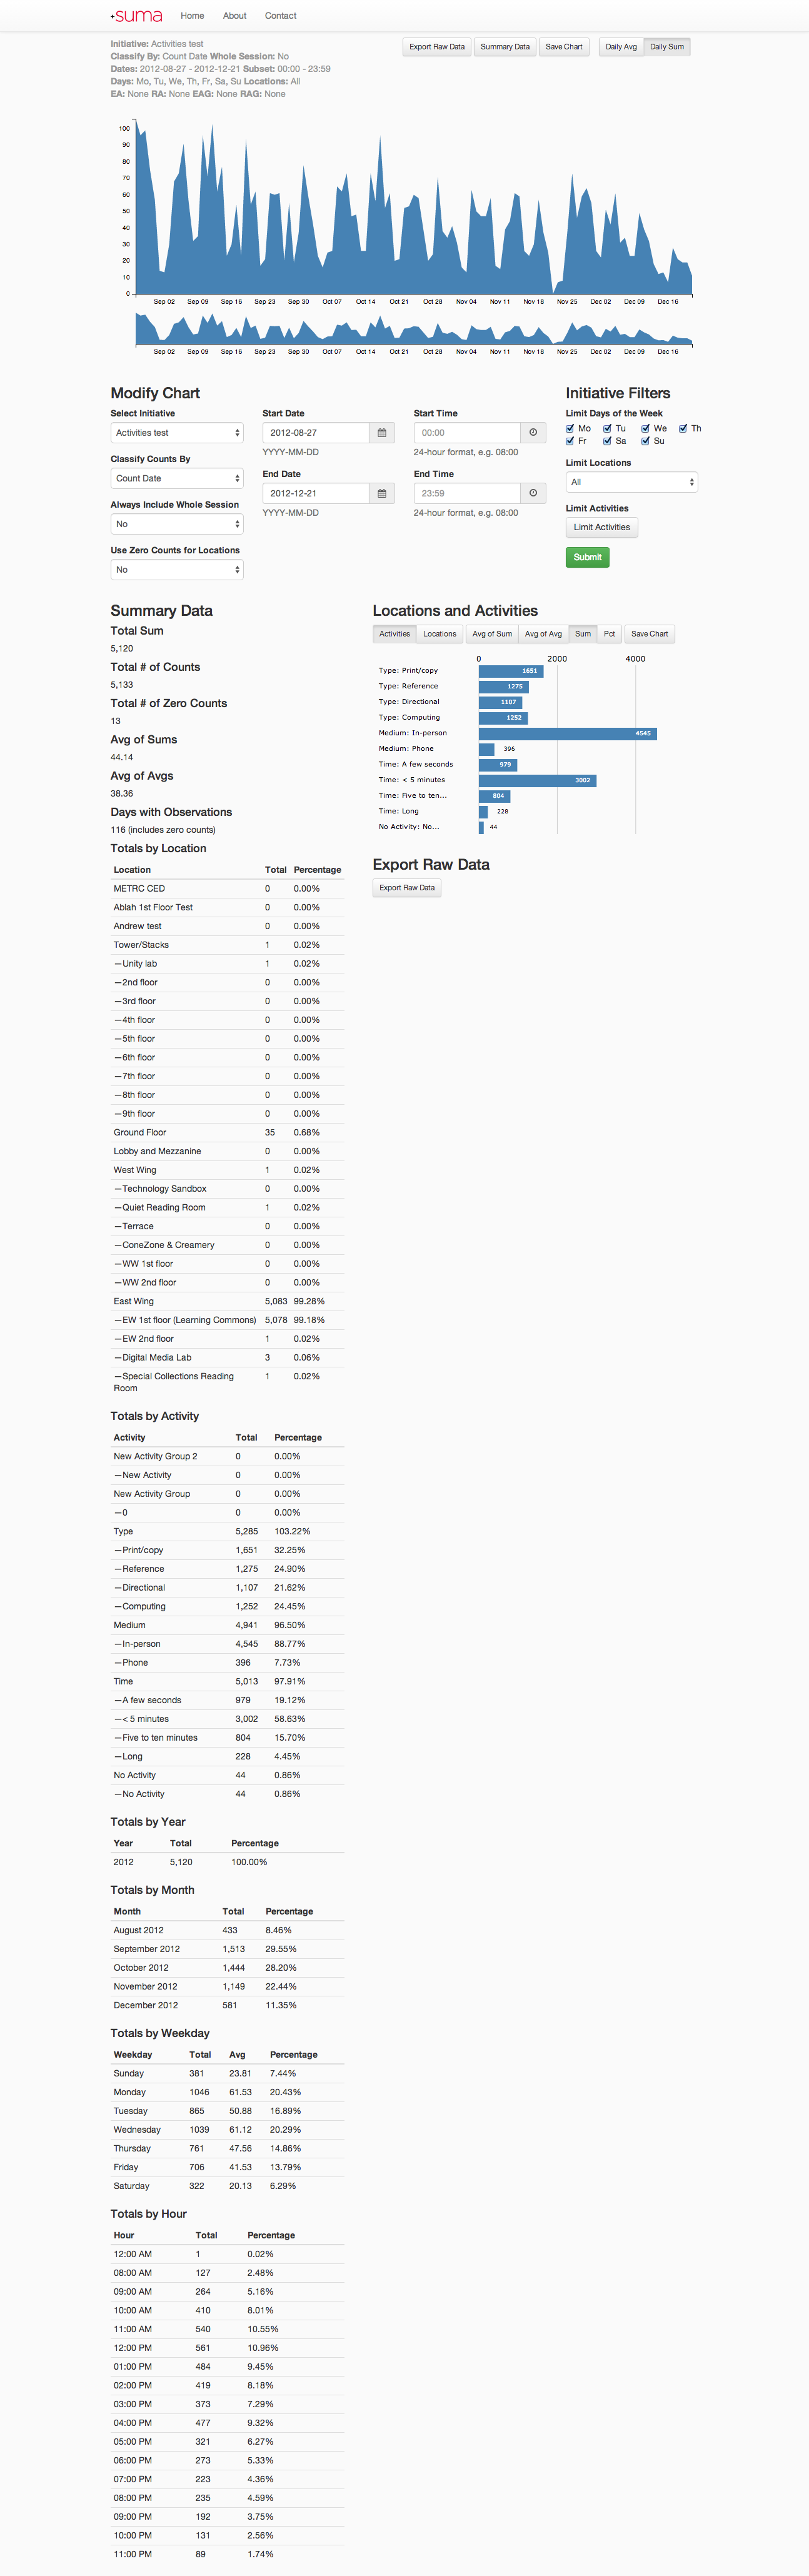 +suma Home About Contact
Initiative: Activities test
Classify By: Count Date Whole Session: No
Dates: 2012-08-27 - 2012-12-21 Subset: 00:00 - 23:59
Days: Mo, Tu, We, Th, Fr, Sa, Su Locations: All
EA: None RA: None EAG: None RAG: None
Export Raw Data Summary Data Save Chart Daily Avg Daily Sum
100
90
80
70
60
50
40
30
20
10
0
Sep 02 Sep 09 Sep 16 Sep 23 Sep 30 Oct 07 Oct 14 Oct 21 Oct 28 Nov 04 Nov 11 Nov 18 Nov 25 Dec 02 Dec 09 Dec 16
Sep 02 Sep 09 Sep 16 Sep 23 Sep 30 Oct 07 Oct 14 Oct 21 Oct 28 Nov 04 Nov 11 Nov 18 Nov 25 Dec 02 Dec 09 Dec 16
Modify Chart
Select Initiative
Activities test
Classify Counts By
Count Date
Always Include Whole Session
No
Use Zero Counts for Locations
No
Start Date
2012-08-27
YYYY-MM-DD
End Date
2012-12-21
YYYY-MM-DD
Start Time
00:00
24-hour format, e.g. 08:00
End Time
23:59
24-hour format, e.g. 08:00
Initiative Filters
Limit Days of the Week
Mo Tu We Th
Fr Sa Su
Limit Locations
All
Limit Activities
Limit Activities
Submit
Summary Data
Total Sum
5,120
Total # of Counts
5,133
Total # of Zero Counts
13
Avg of Sums
44.14
Avg of Avgs
38.36
Days with Observations
116 (includes zero counts)
Totals by Location
Location Total Percentage
METRC CED 0 0.00%
Ablah 1st Floor Test 0 0.00%
Andrew test 0 0.00%
Tower/Stacks 1 0.02%
—Unity lab 1 0.02%
—2nd floor 0 0.00%
—3rd floor 0 0.00%
—4th floor 0 0.00%
—5th floor 0 0.00%
—6th floor 0 0.00%
—7th floor 0 0.00%
—8th floor 0 0.00%
—9th floor 0 0.00%
Ground Floor 35 0.68%
Lobby and Mezzanine 0 0.00%
West Wing 1 0.02%
—Technology Sandbox 0 0.00%
—Quiet Reading Room 1 0.02%
—Terrace 0 0.00%
—ConeZone & Creamery 0 0.00%
—WW 1st floor 0 0.00%
—WW 2nd floor 0 0.00%
East Wing 5,083 99.28%
—EW 1st floor (Learning Commons) 5,078 99.18%
—EW 2nd floor 1 0.02%
—Digital Media Lab 3 0.06%
—Special Collections Reading 1 0.02%
Room
Totals by Activity
Activity Total Percentage
New Activity Group 2 0 0.00%
—New Activity 0 0.00%
New Activity Group 0 0.00%
—0 0 0.00%
Type 5,285 103.22%
—Print/copy 1,651 32.25%
—Reference 1,275 24.90%
—Directional 1,107 21.62%
—Computing 1,252 24.45%
Medium 4,941 96.50%
—In-person 4,545 88.77%
—Phone 396 7.73%
Time 5,013 97.91%
—A few seconds 979 19.12%
—< 5 minutes 3,002 58.63%
—Five to ten minutes 804 15.70%
—Long 228 4.45%
No Activity 44 0.86%
—No Activity 44 0.86%
Totals by Year
Year Total Percentage
2012 5,120 100.00%
Totals by Month
Month Total Percentage
August 2012 433 8.46%
September 2012 1,513 29.55%
October 2012 1,444 28.20%
November 2012 1,149 22.44%
December 2012 581 11.35%
Totals by Weekday
Weekday Total Avg Percentage
Sunday 381 23.81 7.44%
Monday 1046 61.53 20.43%
Tuesday 865 50.88 16.89%
Wednesday 1039 61.12 20.29%
Thursday 761 47.56 14.86%
Friday 706 41.53 13.79%
Saturday 322 20.13 6.29%
Totals by Hour
Hour Total Percentage
12:00 AM 1 0.02%
08:00 AM 127 2.48%
09:00 AM 264 5.16%
10:00 AM 410 8.01%
11:00 AM 540 10.55%
12:00 PM 561 10.96%
01:00 PM 484 9.45%
02:00 PM 419 8.18%
03:00 PM 373 7.29%
04:00 PM 477 9.32%
05:00 PM 321 6.27%
06:00 PM 273 5.33%
07:00 PM 223 4.36%
08:00 PM 235 4.59%
09:00 PM 192 3.75%
10:00 PM 131 2.56%
11:00 PM 89 1.74%
Locations and Activities
Activities Locations Avg of Sum Avg of Avg Sum Pct Save Chart
0 2000 4000
Type: Print/copy 1651
Type: Reference 1275
Type: Directional 1107
Type: Computing 1252
Medium: In-person 4545
Medium: Phone 396
Time: A few seconds 979
Time: < 5 minutes 3002
Time: Five to ten... 804
Time: Long 228
No Activity: No... 44
Export Raw Data
Export Raw Data